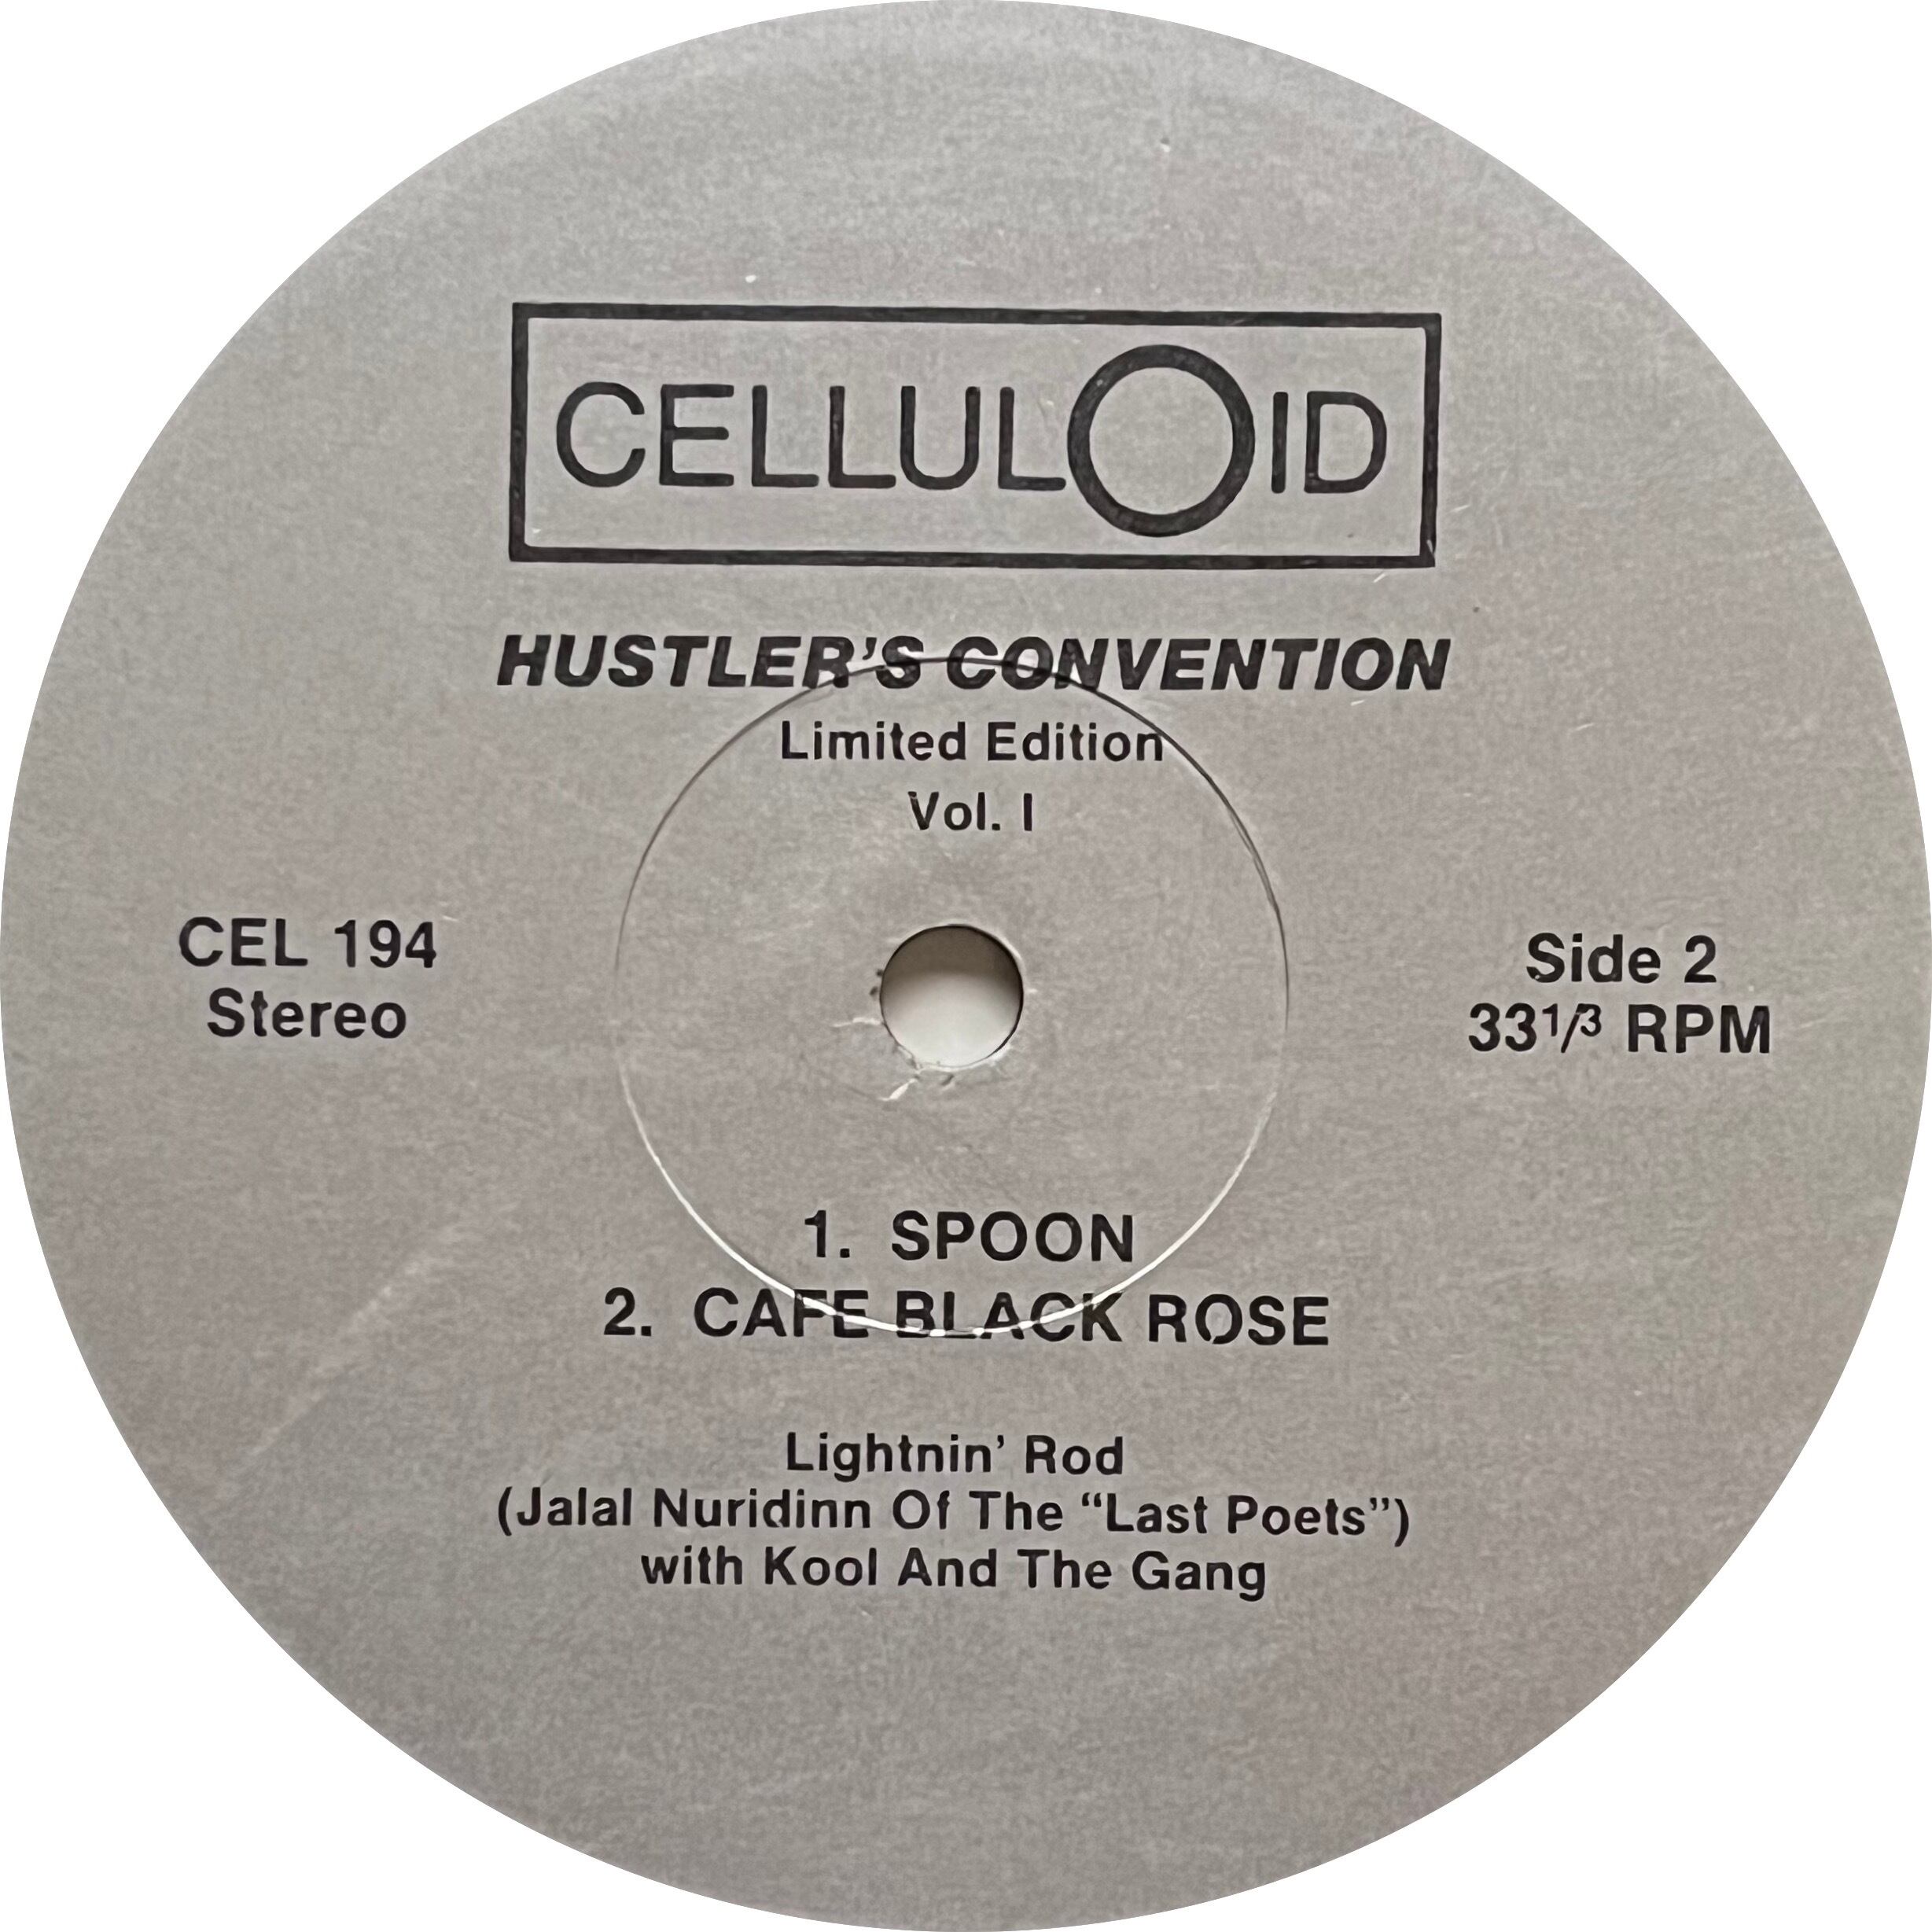 CELLULOID
HUSTLER'S CONVENTION
Limited Edition
Vol. I
CEL 194
Stereo
Side 2
33 1/3 RPM
1. SPOON
2. CAFE BLACK ROSE
Lightnin' Rod
(Jalal Nuridinn Of The "Last Poets")
with Kool And The Gang